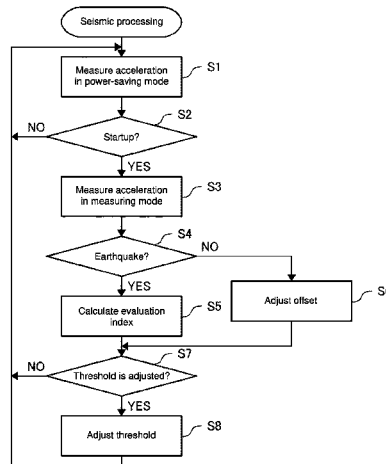 Seismic processing
S1
Measure acceleration
in power-saving mode
S2
NO
Startup?
YES
S3
Measure acceleration
in measuring mode
S4
NO
Earthquake?
YES
S5
Calculate evaluation
index
Adjust offset
S7
NO
Threshold is adjusted?
YES
S8
Adjust threshold